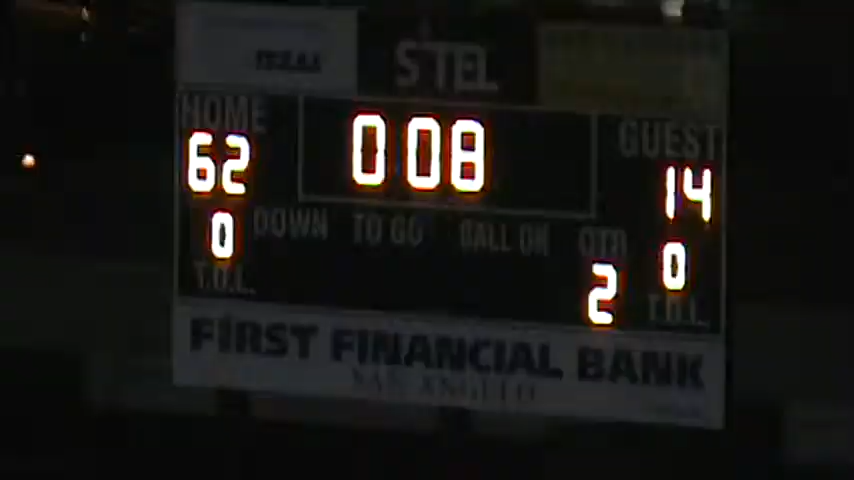 TEXAS
S TEL
HOME
0 08
GUEST
62
14
0
DOWN TO GO BALL ON QTR
0
T.O.L.
2
T.O.L.
FIRST FINANCIAL BANK
SAN ANGELO